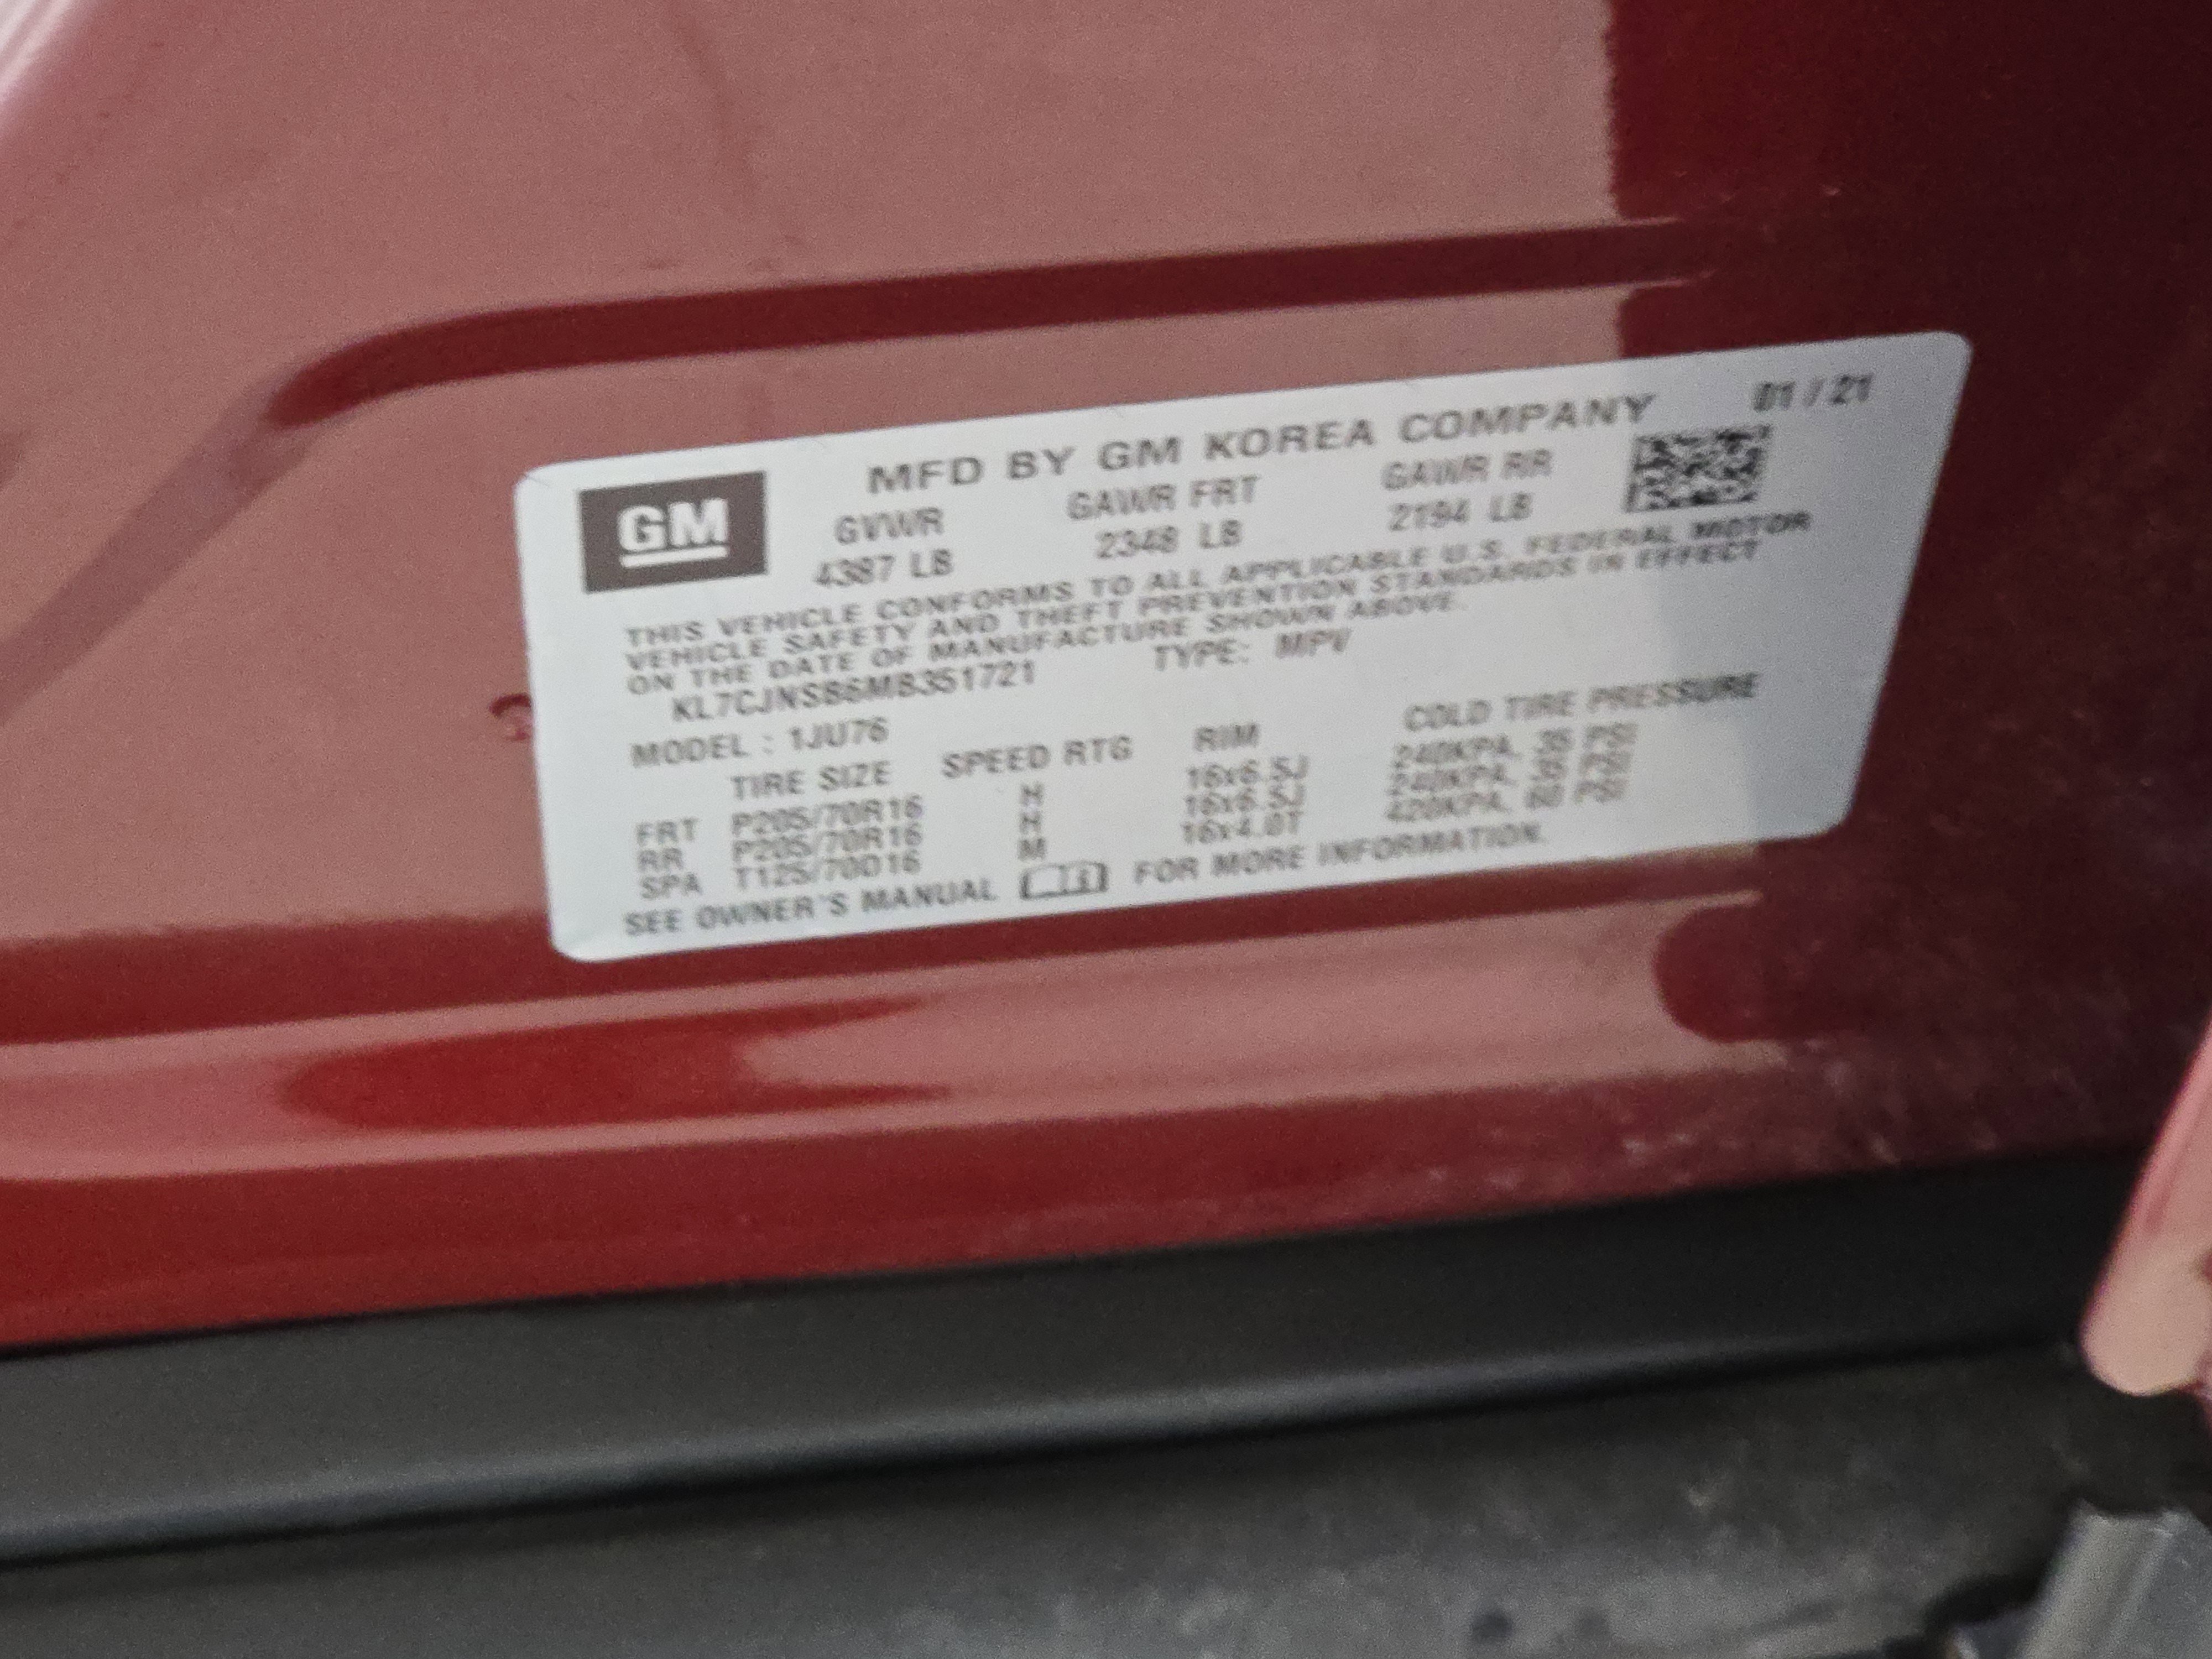 MFD BY GM KOREA COMPANY 01 / 21
GM
GVWR GAWR FRT GAWR RR
4387 LB 2348 LB 2194 LB
THIS VEHICLE CONFORMS TO ALL APPLICABLE U.S. FEDERAL MOTOR
VEHICLE SAFETY AND THEFT PREVENTION STANDARDS IN EFFECT
ON THE DATE OF MANUFACTURE SHOWN ABOVE.
KL7CJNSB6MB351721 TYPE: MPV
MODEL : 1JU76
TIRE SIZE SPEED RTG RIM COLD TIRE PRESSURE
FRT P205/70R16 H 16x6.5J 240KPA, 35 PSI
RR P205/70R16 H 16x6.5J 240KPA, 35 PSI
SPA T125/70D16 M 16x4.0T 420KPA, 60 PSI
SEE OWNER'S MANUAL FOR MORE INFORMATION.